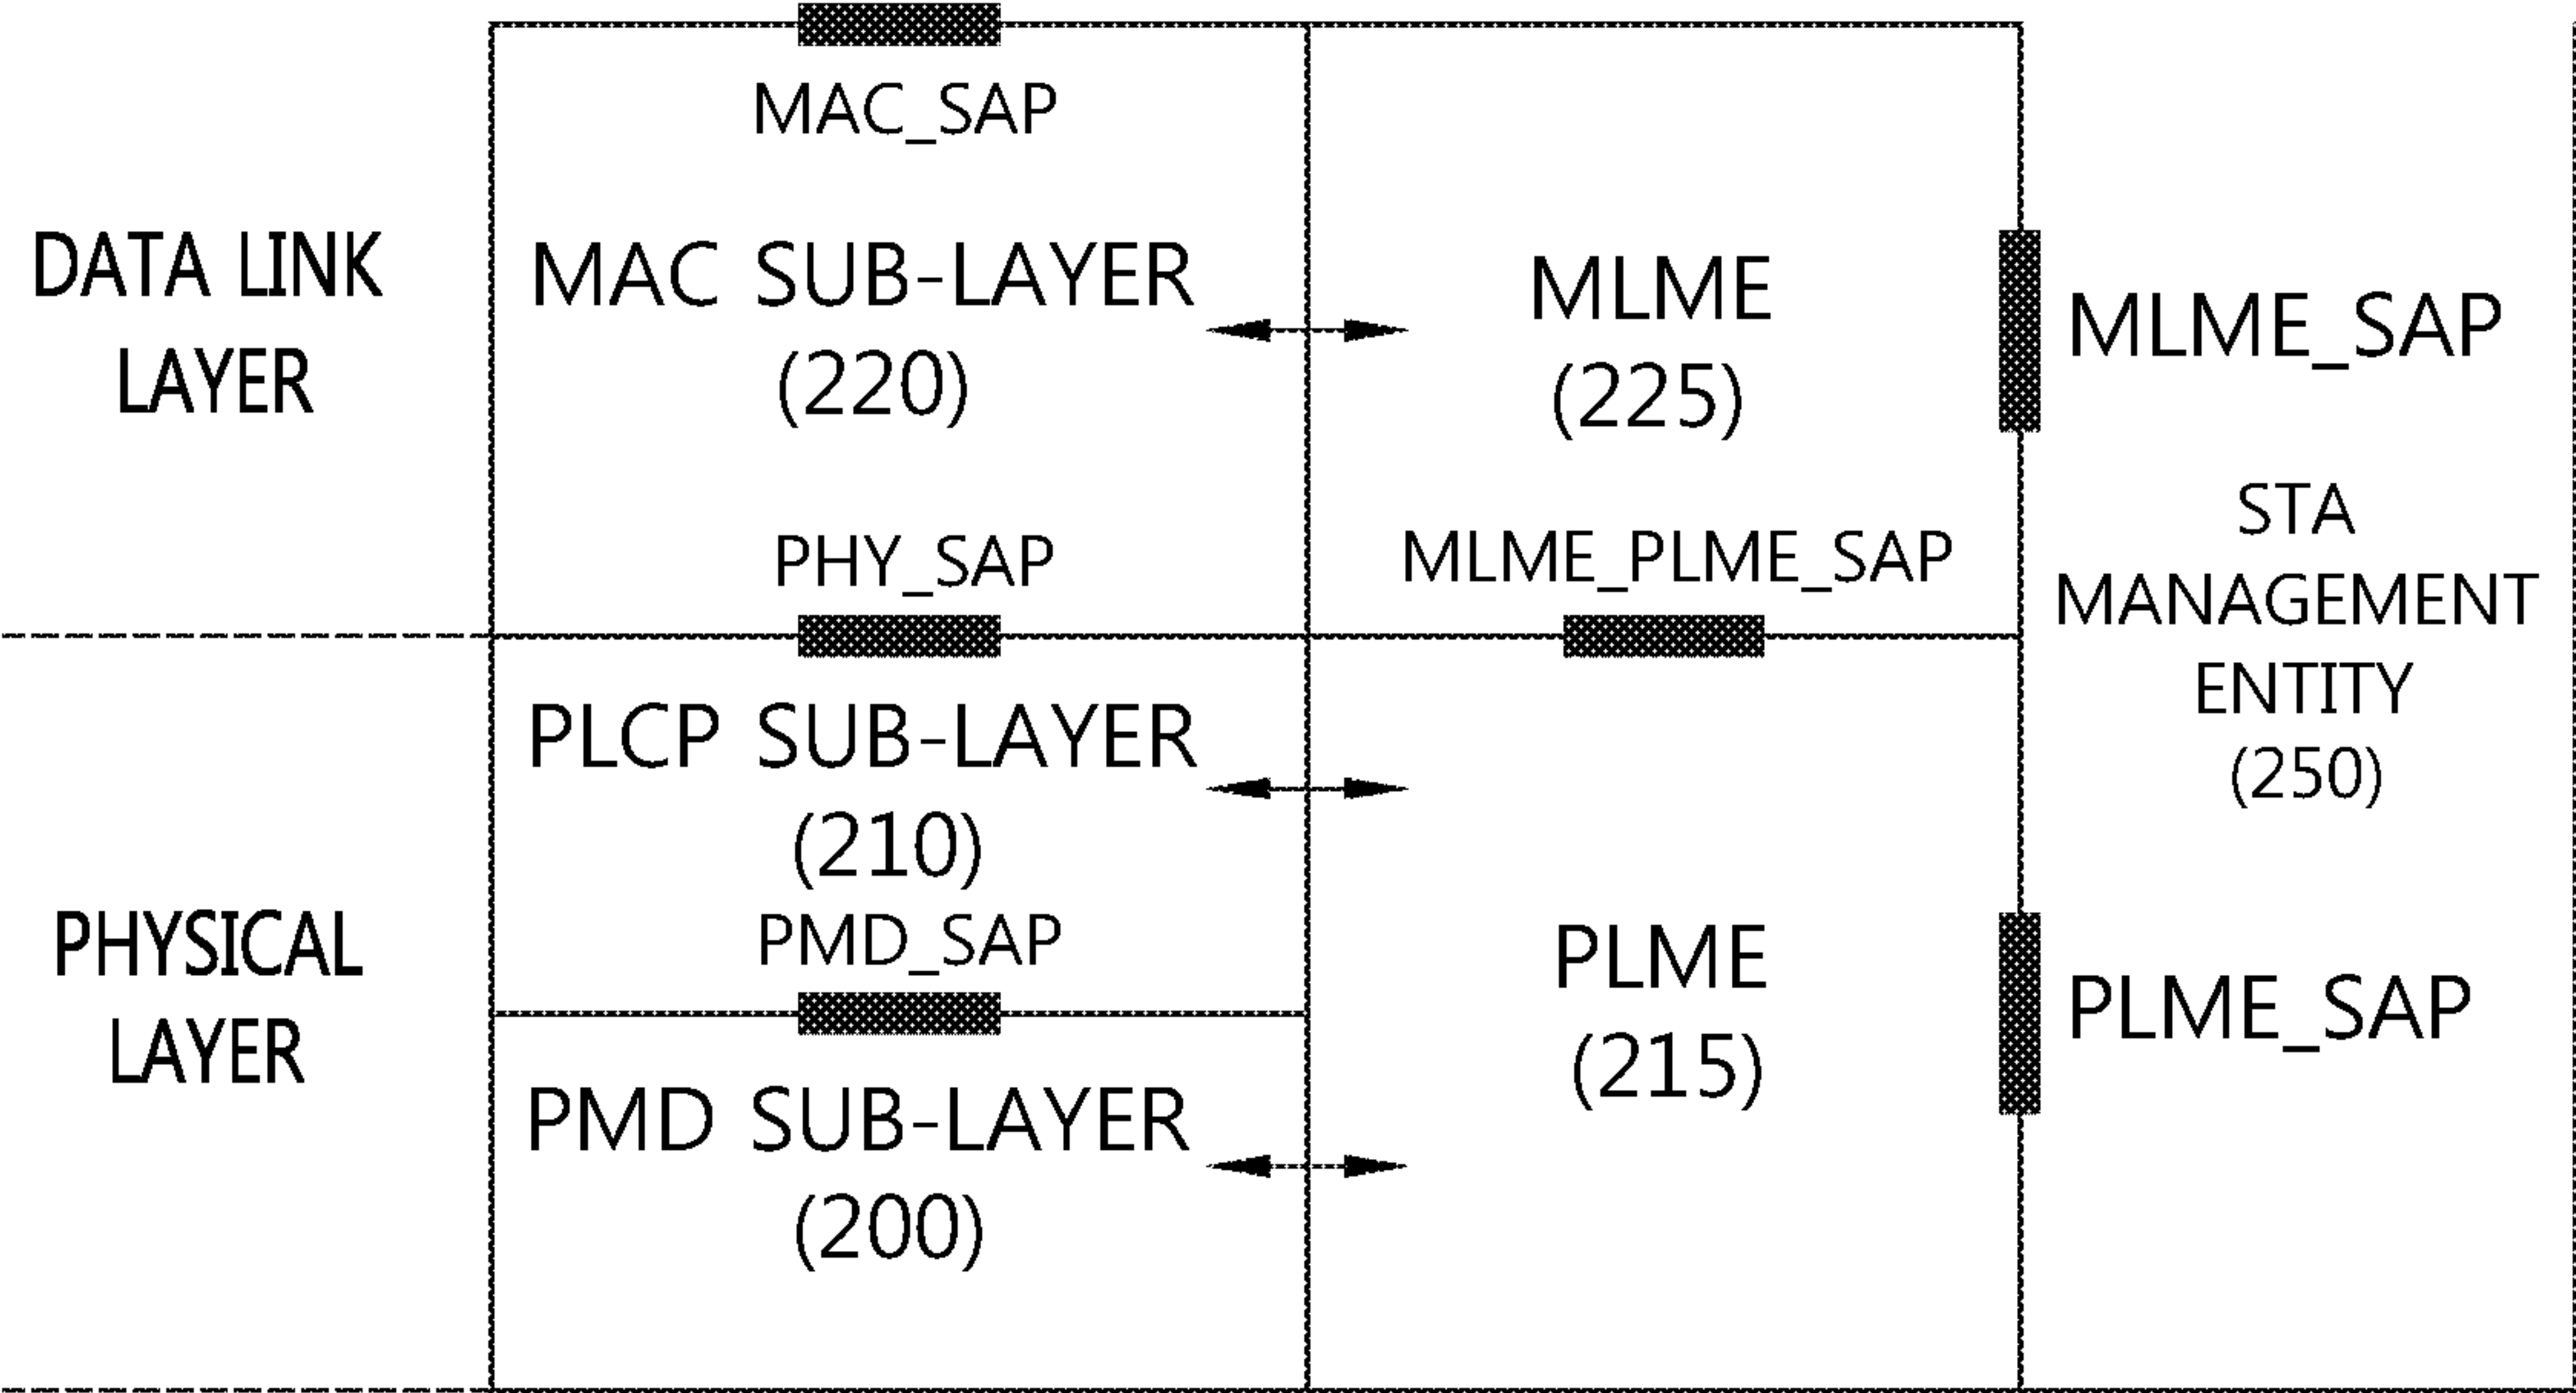 MAC_SAP
DATA LINK
LAYER
MAC SUB-LAYER
(220)
MLME
(225)
MLME_SAP
PHY_SAP
MLME_PLME_SAP
STA
MANAGEMENT
ENTITY
(250)
PLCP SUB-LAYER
(210)
PMD_SAP
PHYSICAL
LAYER
PLME
(215)
PLME_SAP
PMD SUB-LAYER
(200)